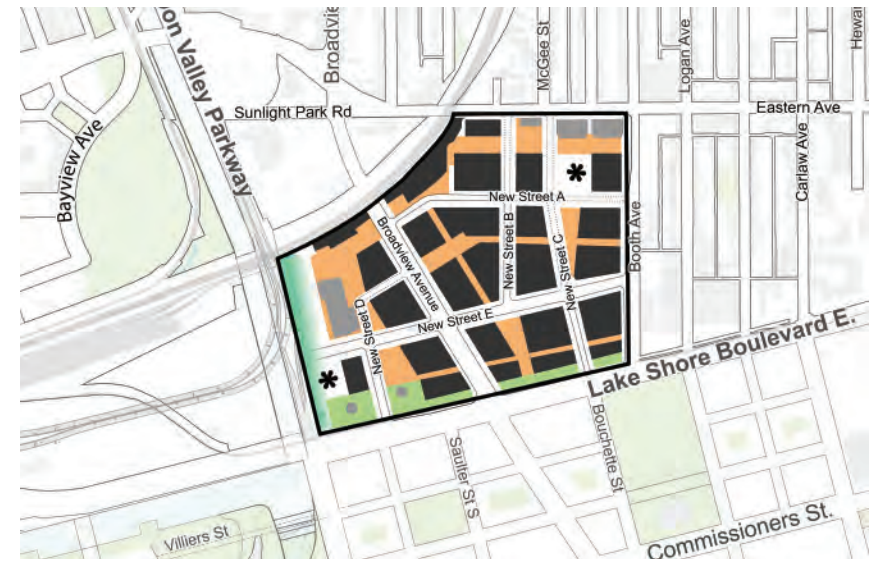 on Valley Parkway
Broadvie
McGee St
Logan Ave
Hewar
Sunlight Park Rd
Eastern Ave
Bayview Ave
Carlaw Ave
*
New Street A
Broadview Avenue
New Street B
New Street C
Booth Ave
New Street D
New Street E
*
Lake Shore Boulevard E.
Saulter St S
Bouchette St
Villiers St
Commissioners St.